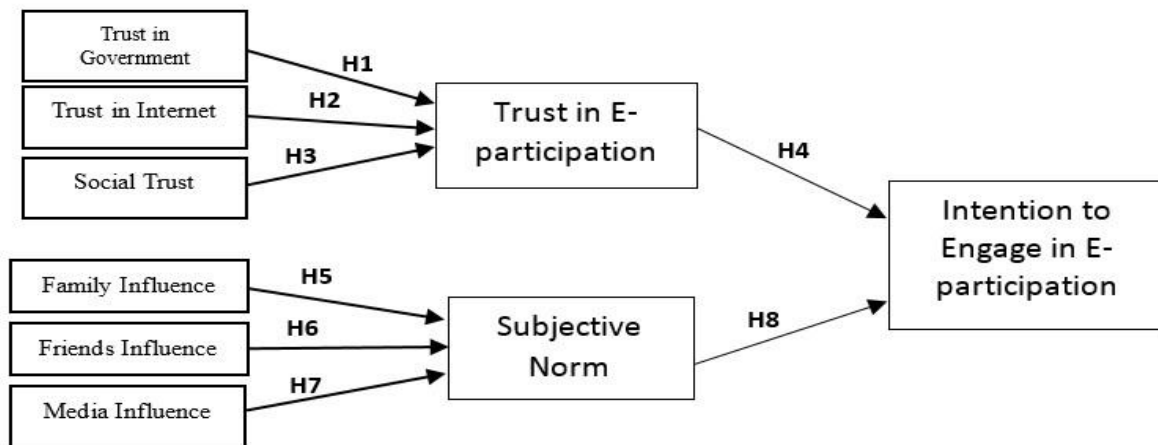 Trust in
Government
H1
Trust in Internet
H2
Social Trust
H3
Trust in E-
participation
H4
Family Influence
H5
Friends Influence
H6
Media Influence
H7
Subjective
Norm
H8
Intention to
Engage in E-
participation